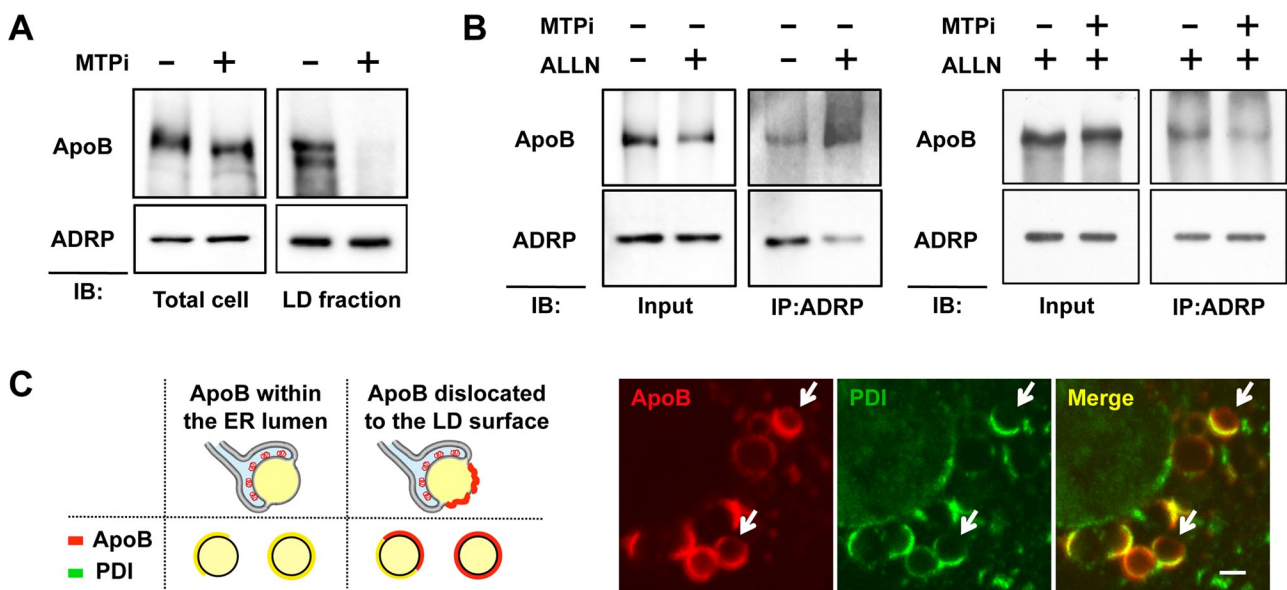 A
MTPi - +  - +
ApoB
ADRP
IB:
Total cell LD fraction
B
MTPi - -  - -
ALLN - +  - +
ApoB
ADRP
IB:
Input IP:ADRP
MTPi - +  - +
ALLN + +  + +
ApoB
ADRP
IB:
Input IP:ADRP
C
ApoB within
the ER lumen
ApoB dislocated
to the LD surface
ApoB
PDI
ApoB
PDI
Merge